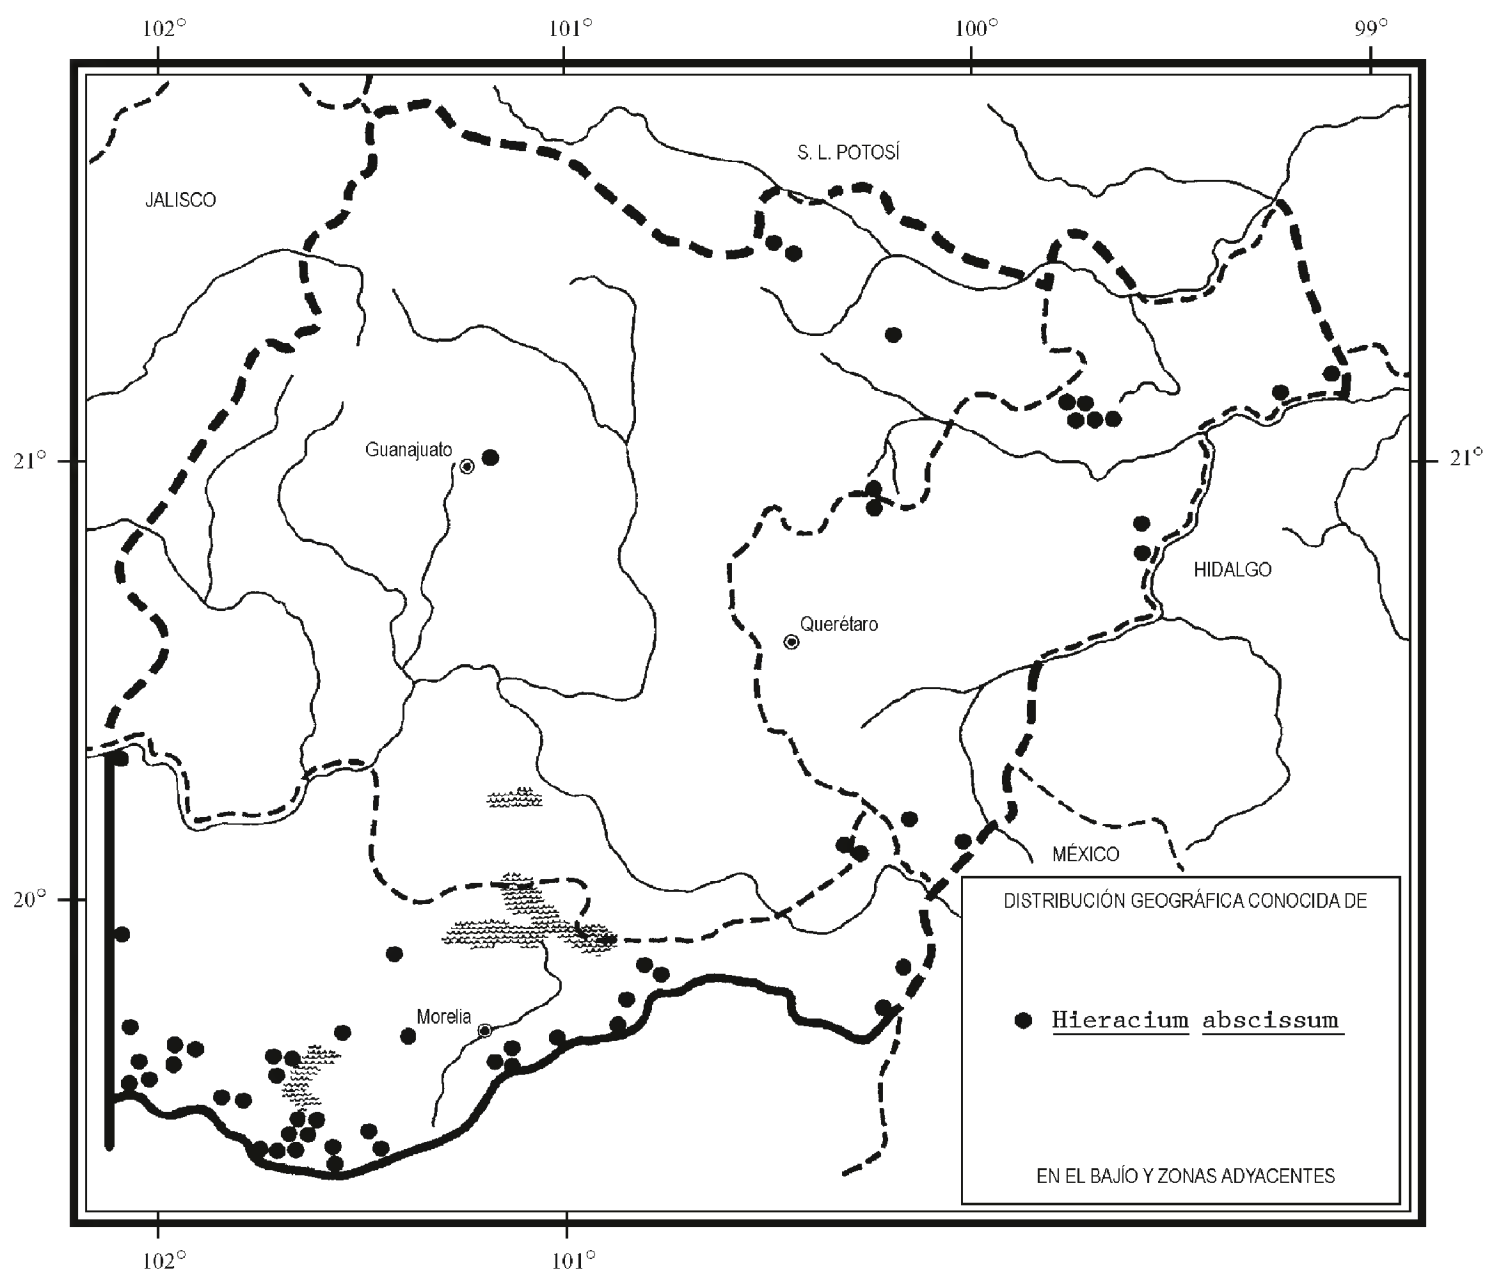 102° 101° 100° 99°
S. L. POTOSÍ
JALISCO
Guanajuato
21° 21°
HIDALGO
Querétaro
MÉXICO
20°
DISTRIBUCIÓN GEOGRÁFICA CONOCIDA DE
Morelia
Hieracium abscissum
EN EL BAJÍO Y ZONAS ADYACENTES
102° 101°